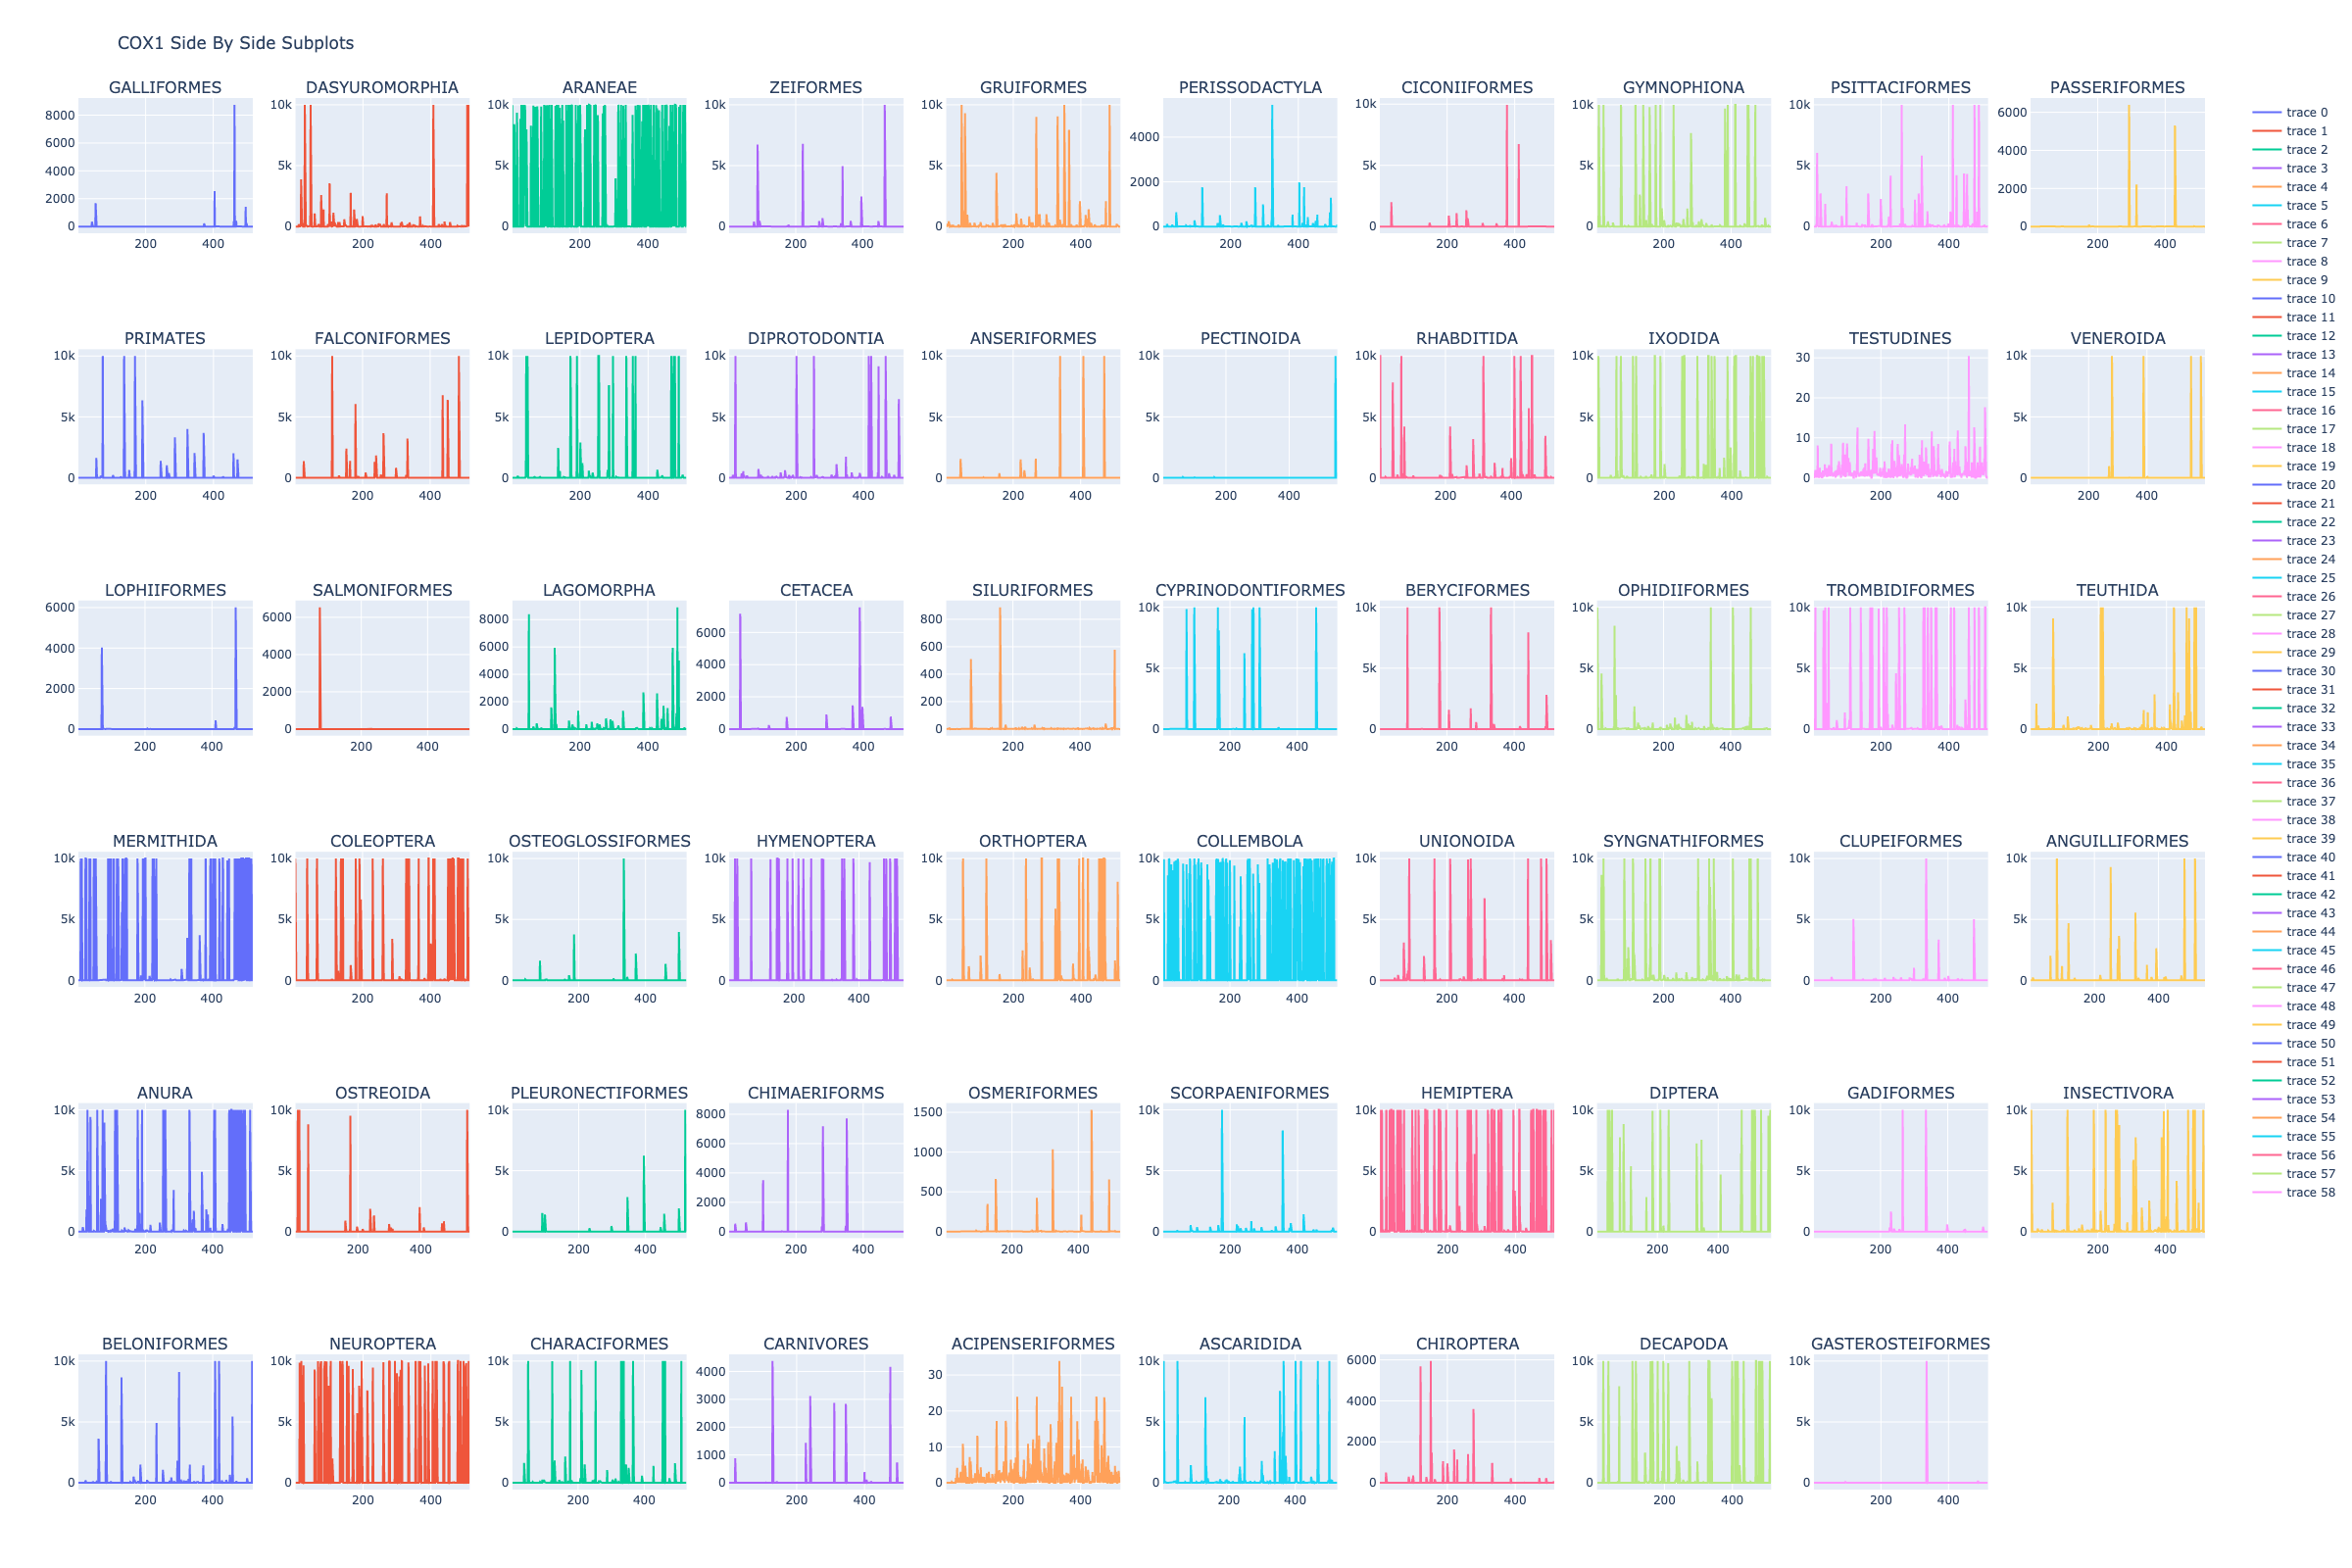 COX1 Side By Side Subplots
GALLIFORMES DASYUROMORPHIA ARANEAE ZEIFORMES GRUIFORMES PERISSODACTYLA CICONIIFORMES GYMNOPHIONA PSITTACIFORMES PASSERIFORMES
8000 10k 10k 10k 10k 10k 10k 10k 6000
6000 4000 4000
4000 5k 5k 5k 5k 2000 5k 5k 5k 2000
2000
0 0 0 0 0 0 0 0 0 0
200 400 200 400 200 400 200 400 200 400 200 400 200 400 200 400 200 400 200 400
PRIMATES FALCONIFORMES LEPIDOPTERA DIPROTODONTIA ANSERIFORMES PECTINOIDA RHABDITIDA IXODIDA TESTUDINES VENEROIDA
10k 10k 10k 10k 10k 10k 10k 10k 30 10k
20
5k 5k 5k 5k 5k 5k 5k 5k 10 5k
0 0 0 0 0 0 0 0 0 0
200 400 200 400 200 400 200 400 200 400 200 400 200 400 200 400 200 400 200 400
LOPHIIFORMES SALMONIFORMES LAGOMORPHA CETACEA SILURIFORMES CYPRINODONTIFORMES BERYCIFORMES OPHIDIIFORMES TROMBIDIFORMES TEUTHIDA
6000 6000 8000 6000 800 10k 10k 10k 10k 10k
4000 4000 6000 4000 600
2000 2000 4000 2000 400 5k 5k 5k 5k 5k
2000 200
0 0 0 0 0 0 0 0 0 0
200 400 200 400 200 400 200 400 200 400 200 400 200 400 200 400 200 400 200 400
MERMITHIDA COLEOPTERA OSTEOGLOSSIFORMES HYMENOPTERA ORTHOPTERA COLLEMBOLA UNIONOIDA SYNGNATHIFORMES CLUPEIFORMES ANGUILLIFORMES
10k 10k 10k 10k 10k 10k 10k 10k 10k 10k
5k 5k 5k 5k 5k 5k 5k 5k 5k 5k
0 0 0 0 0 0 0 0 0 0
200 400 200 400 200 400 200 400 200 400 200 400 200 400 200 400 200 400 200 400
ANURA OSTREOIDA PLEURONECTIFORMES CHIMAERIFORMS OSMERIFORMES SCORPAENIFORMES HEMIPTERA DIPTERA GADIFORMES INSECTIVORA
10k 10k 10k 8000 1500 10k 10k 10k 10k 10k
6000 1000
5k 5k 5k 4000 500 5k 5k 5k 5k 5k
2000
0 0 0 0 0 0 0 0 0 0
200 400 200 400 200 400 200 400 200 400 200 400 200 400 200 400 200 400 200 400
BELONIFORMES NEUROPTERA CHARACIFORMES CARNIVORES ACIPENSERIFORMES ASCARIDIDA CHIROPTERA DECAPODA GASTEROSTEIFORMES
10k 10k 10k 4000 30 10k 6000 10k 10k
3000 20 4000
5k 5k 5k 2000 10 5k 2000 5k 5k
1000
0 0 0 0 0 0 0 0 0
200 400 200 400 200 400 200 400 200 400 200 400 200 400 200 400 200 400
trace 0
trace 1
trace 2
trace 3
trace 4
trace 5
trace 6
trace 7
trace 8
trace 9
trace 10
trace 11
trace 12
trace 13
trace 14
trace 15
trace 16
trace 17
trace 18
trace 19
trace 20
trace 21
trace 22
trace 23
trace 24
trace 25
trace 26
trace 27
trace 28
trace 29
trace 30
trace 31
trace 32
trace 33
trace 34
trace 35
trace 36
trace 37
trace 38
trace 39
trace 40
trace 41
trace 42
trace 43
trace 44
trace 45
trace 46
trace 47
trace 48
trace 49
trace 50
trace 51
trace 52
trace 53
trace 54
trace 55
trace 56
trace 57
trace 58